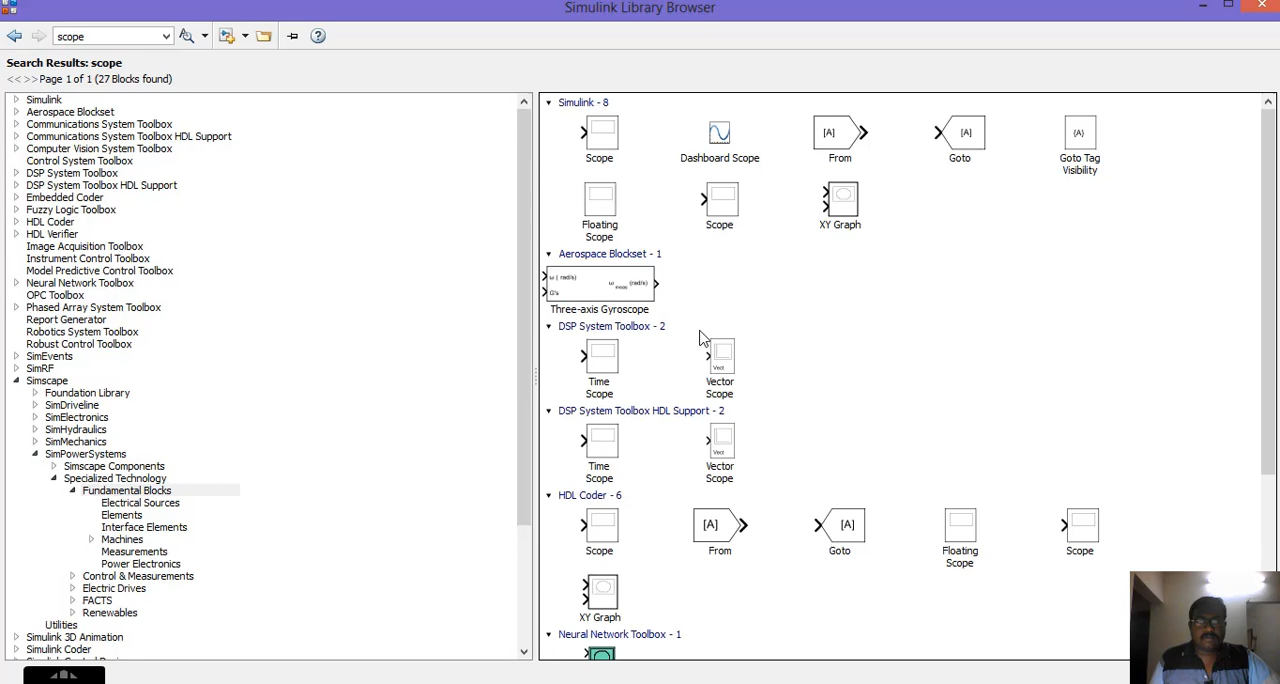 Simulink Library Browser
scope
Search Results: scope
<< >> Page 1 of 1 (27 Blocks found)
Simulink
Aerospace Blockset
Communications System Toolbox
Communications System Toolbox HDL Support
Computer Vision System Toolbox
Control System Toolbox
DSP System Toolbox
DSP System Toolbox HDL Support
Embedded Coder
Fuzzy Logic Toolbox
HDL Coder
HDL Verifier
Image Acquisition Toolbox
Instrument Control Toolbox
Model Predictive Control Toolbox
Neural Network Toolbox
OPC Toolbox
Phased Array System Toolbox
Report Generator
Robotics System Toolbox
Robust Control Toolbox
SimEvents
SimRF
Simscape
Foundation Library
SimDriveline
SimElectronics
SimHydraulics
SimMechanics
SimPowerSystems
Simscape Components
Specialized Technology
Fundamental Blocks
Electrical Sources
Elements
Interface Elements
Machines
Measurements
Power Electronics
Control & Measurements
Electric Drives
FACTS
Renewables
Utilities
Simulink 3D Animation
Simulink Coder
Simulink - 8
[A] [A] {A}
Scope Dashboard Scope From Goto Goto Tag
Visibility
Floating Scope XY Graph
Scope
Aerospace Blockset - 1
ω ( rad/s)
G's
ω meas (rad/s)
Three-axis Gyroscope
DSP System Toolbox - 2
Vect
Time Vector
Scope Scope
DSP System Toolbox HDL Support - 2
Vect
Time Vector
Scope Scope
HDL Coder - 6
[A] [A]
Scope From Goto Floating Scope
Scope
XY Graph
Neural Network Toolbox - 1